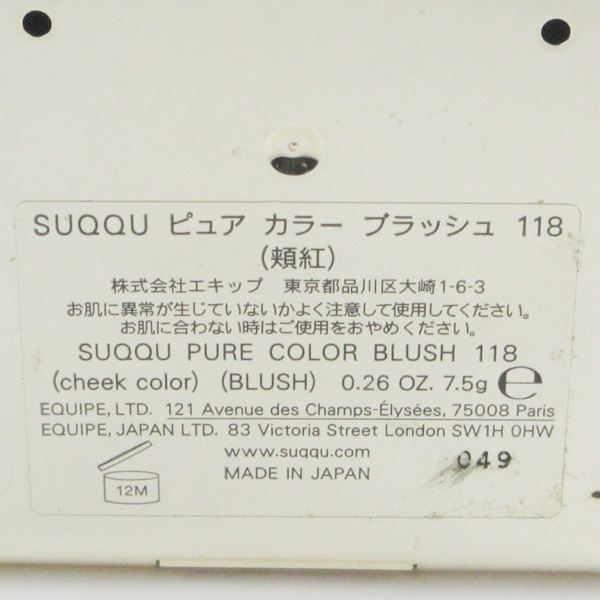 SUQQU ピュア カラー ブラッシュ 118
(頬紅)
株式会社エキップ 東京都品川区大崎1-6-3
お肌に異常が生じていないかよく注意して使用してください。
お肌に合わない時はご使用をおやめください。
SUQQU PURE COLOR BLUSH 118
(cheek color) (BLUSH) 0.26 OZ. 7.5g ℮
EQUIPE, LTD. 121 Avenue des Champs-Élysées, 75008 Paris
EQUIPE, JAPAN LTD. 83 Victoria Street London SW1H 0HW
www.suqqu.com
049
MADE IN JAPAN
12M